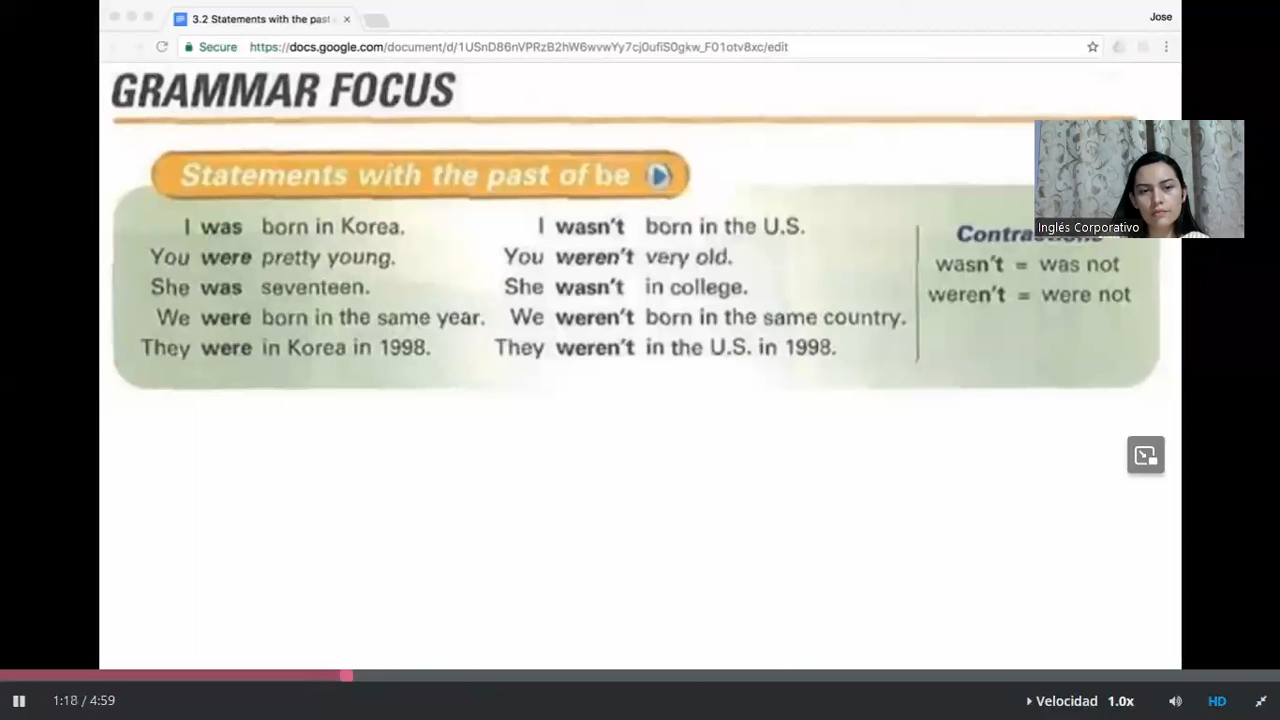 3.2 Statements with the past
Jose
Secure https://docs.google.com/document/d/1USnD86nVPRzB2hW6wvwYy7cj0ufiS0gkw_F01otv8xc/edit
GRAMMAR FOCUS
Statements with the past of be
I was born in Korea.
You were pretty young.
She was seventeen.
We were born in the same year.
They were in Korea in 1998.
I wasn't born in the U.S.
You weren't very old.
She wasn't in college.
We weren't born in the same country.
They weren't in the U.S. in 1998.
wasn't = was not
weren't = were not
Inglés Corporativo
1:18 / 4:59
Velocidad 1.0x
HD